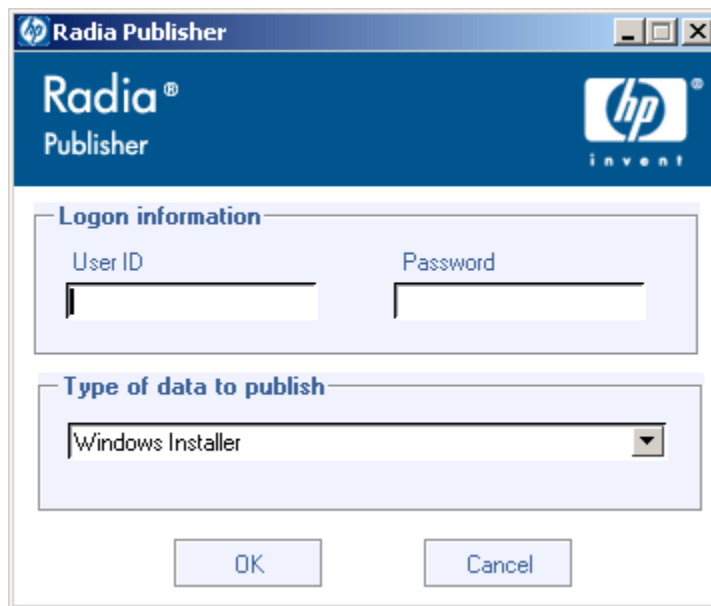 Radia Publisher
Radia®
Publisher
hp®
invent
Logon information
User ID
Password
Type of data to publish
Windows Installer
OK
Cancel